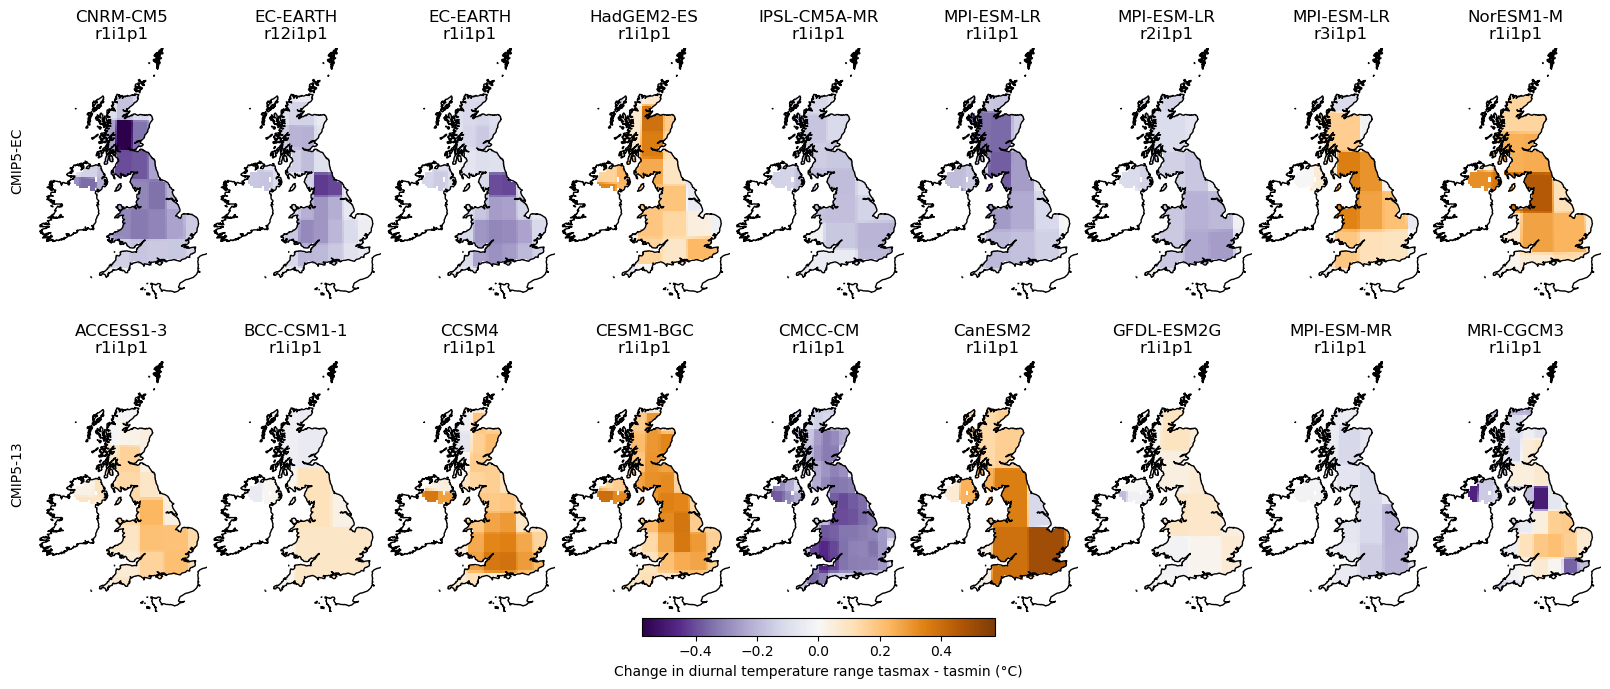 CNRM-CM5
r1i1p1
EC-EARTH
r12i1p1
EC-EARTH
r1i1p1
HadGEM2-ES
r1i1p1
IPSL-CM5A-MR
r1i1p1
MPI-ESM-LR
r1i1p1
MPI-ESM-LR
r2i1p1
MPI-ESM-LR
r3i1p1
NorESM1-M
r1i1p1
CMIP5-EC
ACCESS1-3
r1i1p1
BCC-CSM1-1
r1i1p1
CCSM4
r1i1p1
CESM1-BGC
r1i1p1
CMCC-CM
r1i1p1
CanESM2
r1i1p1
GFDL-ESM2G
r1i1p1
MPI-ESM-MR
r1i1p1
MRI-CGCM3
r1i1p1
CMIP5-13
−0.4 −0.2 0.0 0.2 0.4
Change in diurnal temperature range tasmax - tasmin (°C)